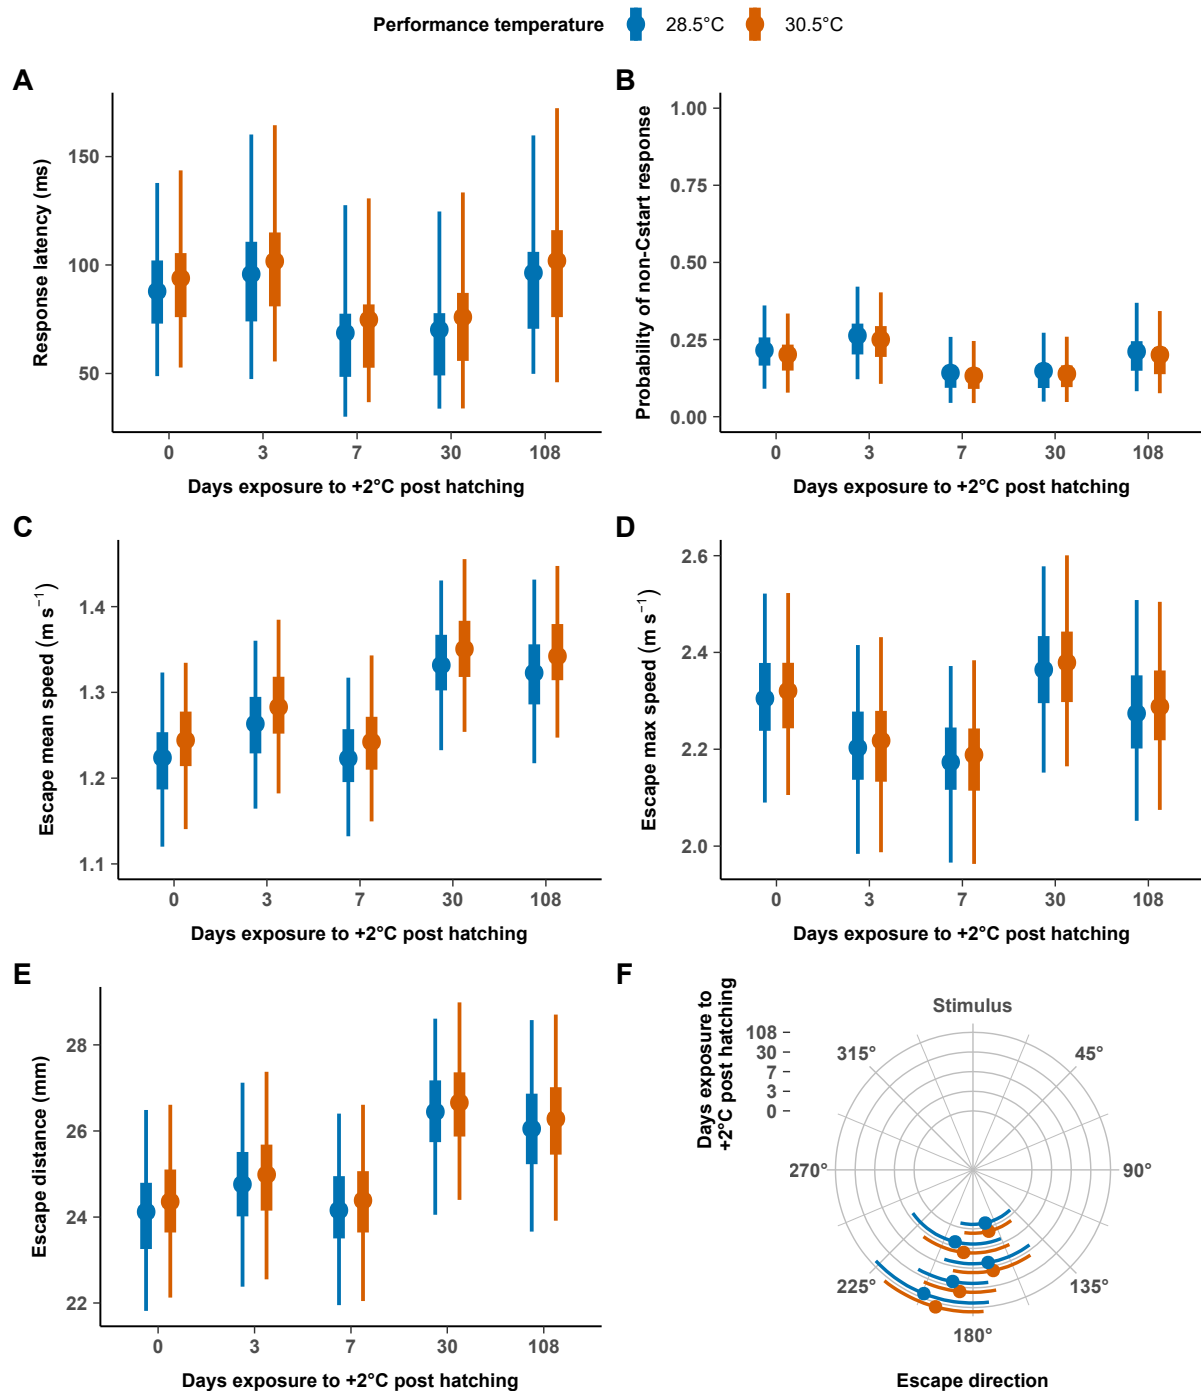 Performance temperature 28.5°C 30.5°C
A
Response latency (ms)
150
100
50
0 3 7 30 108
Days exposure to +2°C post hatching
B
Probability of non-Cstart response
1.00
0.75
0.50
0.25
0.00
0 3 7 30 108
Days exposure to +2°C post hatching
C
Escape mean speed (m s⁻¹)
1.4
1.3
1.2
1.1
0 3 7 30 108
Days exposure to +2°C post hatching
D
Escape max speed (m s⁻¹)
2.6
2.4
2.2
2.0
0 3 7 30 108
Days exposure to +2°C post hatching
E
Escape distance (mm)
28
26
24
22
0 3 7 30 108
Days exposure to +2°C post hatching
F
Days exposure to
+2°C post hatching
108
30
7
3
0
Stimulus
315° 45°
270° 90°
225° 135°
180°
Escape direction